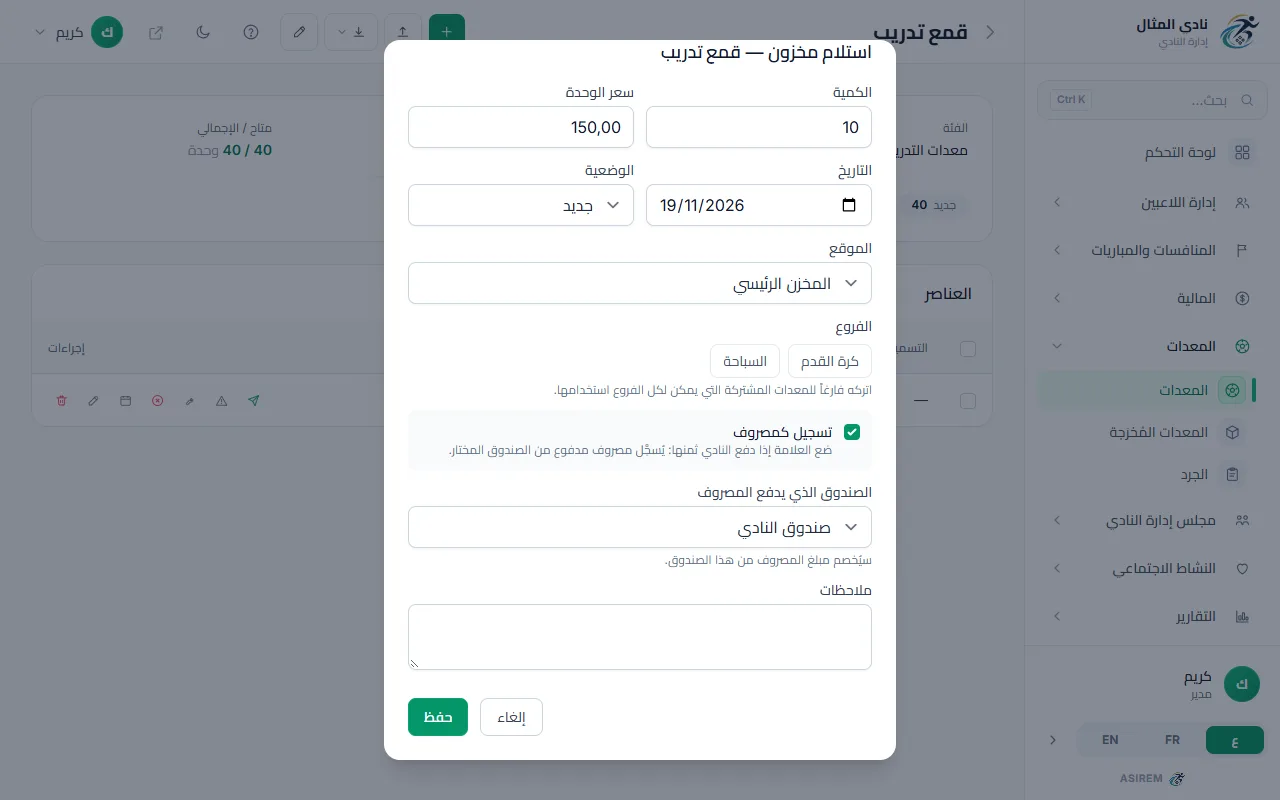 نادي المثال
إدارة النادي
بحث...
Ctrl K
لوحة التحكم
إدارة اللاعبين
المنافسات والمباريات
المالية
المعدات
المعدات
المعدات المُخرَجة
الجرد
مجلس إدارة النادي
النشاط الاجتماعي
التقارير
كريم
مدير
ك
ع
FR
EN
ASIREM
قمع تدريب
كريم
ك
الفئة
معدات التدريب
متاح / الإجمالي
40 / 40 وحدة
جديد 40
العناصر
إجراءات
—
استلام مخزون — قمع تدريب
الكمية
سعر الوحدة
10
150,00
التاريخ
الوضعية
19/11/2026
جديد
الموقع
المخزن الرئيسي
الفروع
كرة القدم
السباحة
اتركه فارغاً للمعدات المشتركة التي يمكن لكل الفروع استخدامها.
تسجيل كمصروف
ضع العلامة إذا دفع النادي ثمنها: يُسجَّل مصروف مدفوع من الصندوق المختار.
الصندوق الذي يدفع المصروف
صندوق النادي
سيُخصم مبلغ المصروف من هذا الصندوق.
ملاحظات
إلغاء
حفظ